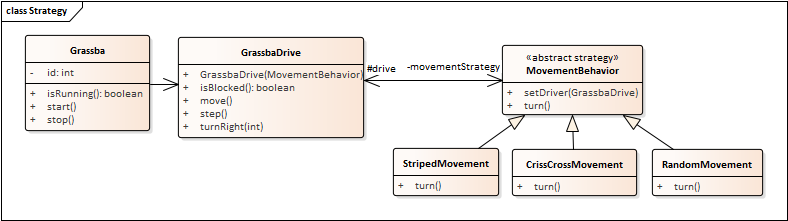 class Strategy
Grassba
- id: int
+ isRunning(): boolean
+ start()
+ stop()
GrassbaDrive
+ GrassbaDrive(MovementBehavior)
+ isBlocked(): boolean
+ move()
+ step()
+ turnRight(int)
#drive
-movementStrategy
«abstract strategy»
MovementBehavior
+ setDriver(GrassbaDrive)
+ turn()
StripedMovement
+ turn()
CrissCrossMovement
+ turn()
RandomMovement
+ turn()